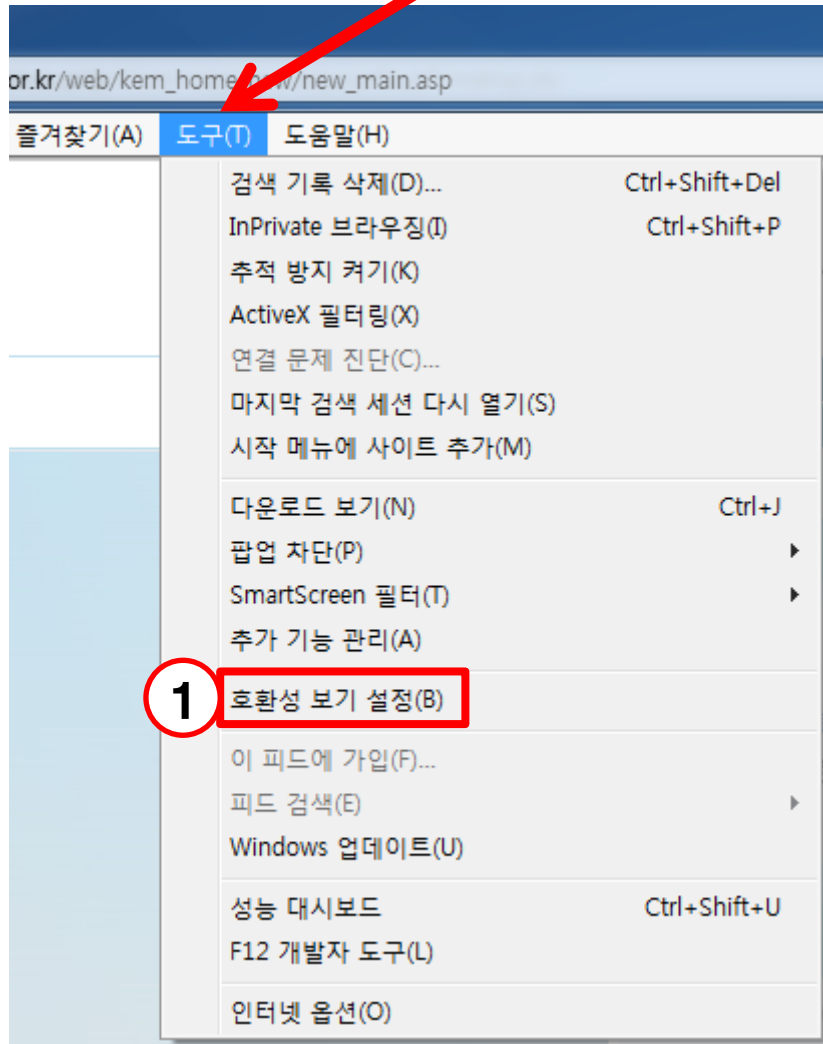 or.kr/web/kem_home w/new_main.asp
즐겨찾기(A) 도구(T) 도움말(H)
검색 기록 삭제(D)... Ctrl+Shift+Del
InPrivate 브라우징(I) Ctrl+Shift+P
추적 방지 켜기(K)
ActiveX 필터링(X)
연결 문제 진단(C)...
마지막 검색 세션 다시 열기(S)
시작 메뉴에 사이트 추가(M)
다운로드 보기(N) Ctrl+J
팝업 차단(P)
SmartScreen 필터(T)
추가 기능 관리(A)
1 호환성 보기 설정(B)
이 피드에 가입(F)...
피드 검색(E)
Windows 업데이트(U)
성능 대시보드 Ctrl+Shift+U
F12 개발자 도구(L)
인터넷 옵션(O)